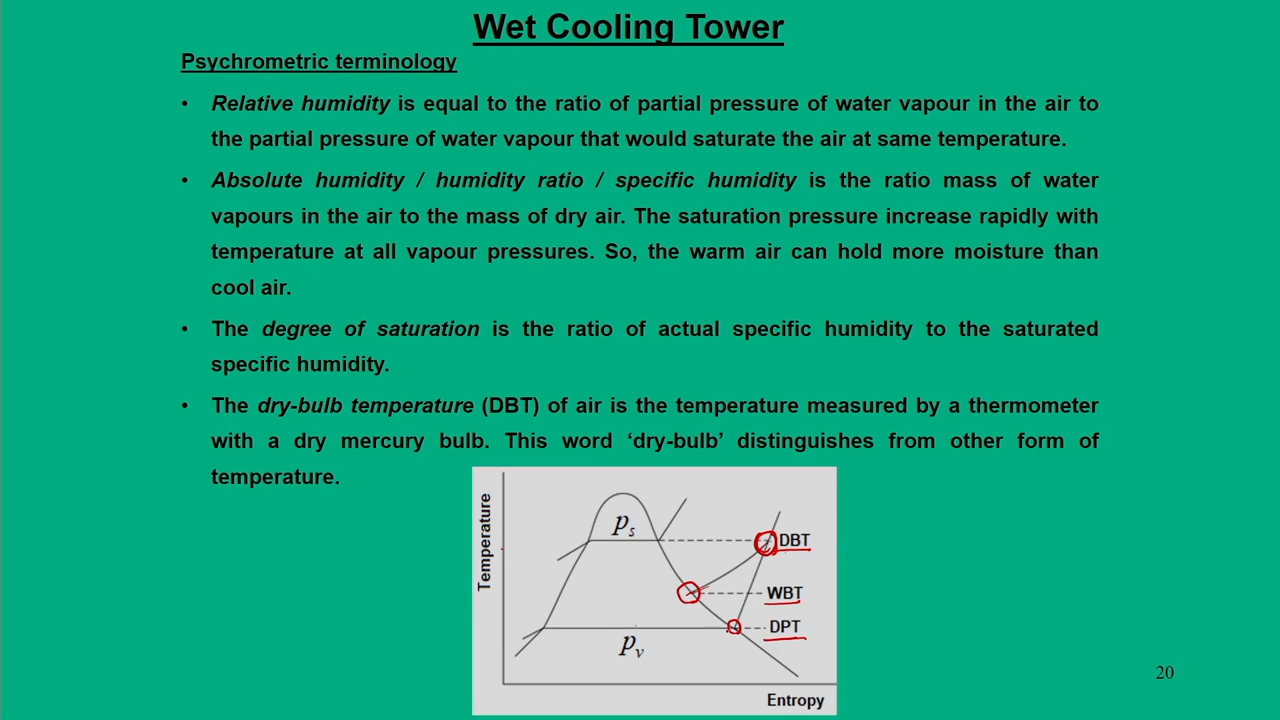 Wet Cooling Tower
Psychrometric terminology
• Relative humidity is equal to the ratio of partial pressure of water vapour in the air to
the partial pressure of water vapour that would saturate the air at same temperature.
• Absolute humidity / humidity ratio / specific humidity is the ratio mass of water
vapours in the air to the mass of dry air. The saturation pressure increase rapidly with
temperature at all vapour pressures. So, the warm air can hold more moisture than
cool air.
• The degree of saturation is the ratio of actual specific humidity to the saturated
specific humidity.
• The dry-bulb temperature (DBT) of air is the temperature measured by a thermometer
with a dry mercury bulb. This word ‘dry-bulb’ distinguishes from other form of
temperature.
Temperature
ps
DBT
WBT
DPT
pv
Entropy
20